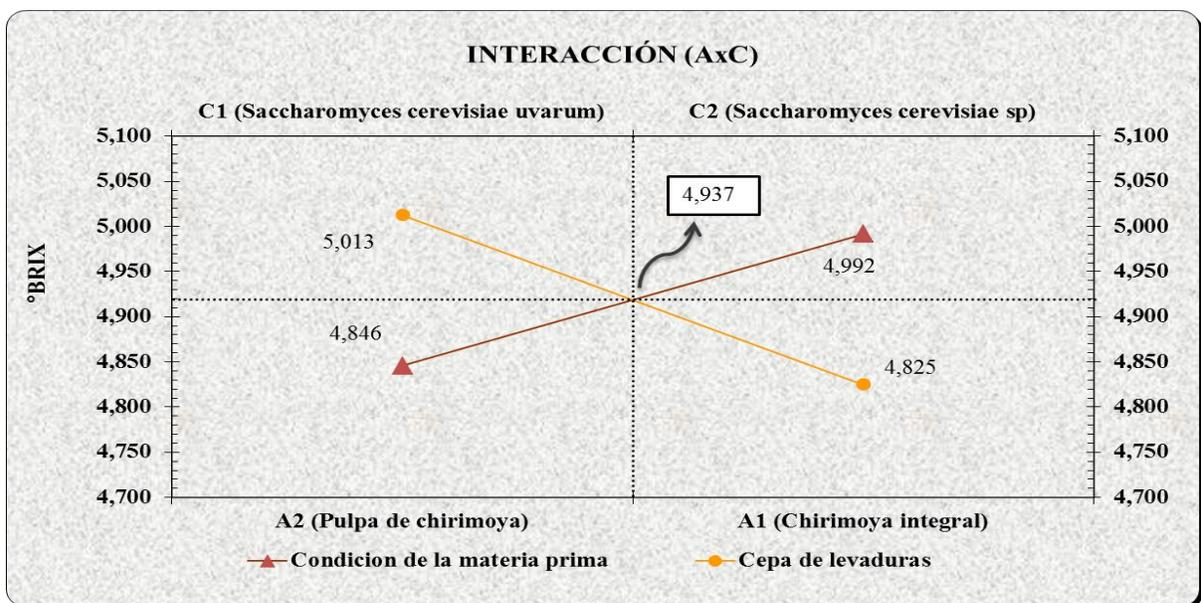 INTERACCIÓN (AxC)
C1 (Saccharomyces cerevisiae uvarum) C2 (Saccharomyces cerevisiae sp)
5,100 5,100
5,050 5,050
4,937
5,000 5,000
5,013
4,950 4,950
4,992
°BRIX
4,900 4,900
4,846
4,850 4,850
4,825
4,800 4,800
4,750 4,750
4,700 4,700
A2 (Pulpa de chirimoya) A1 (Chirimoya integral)
Condicion de la materia prima Cepa de levaduras